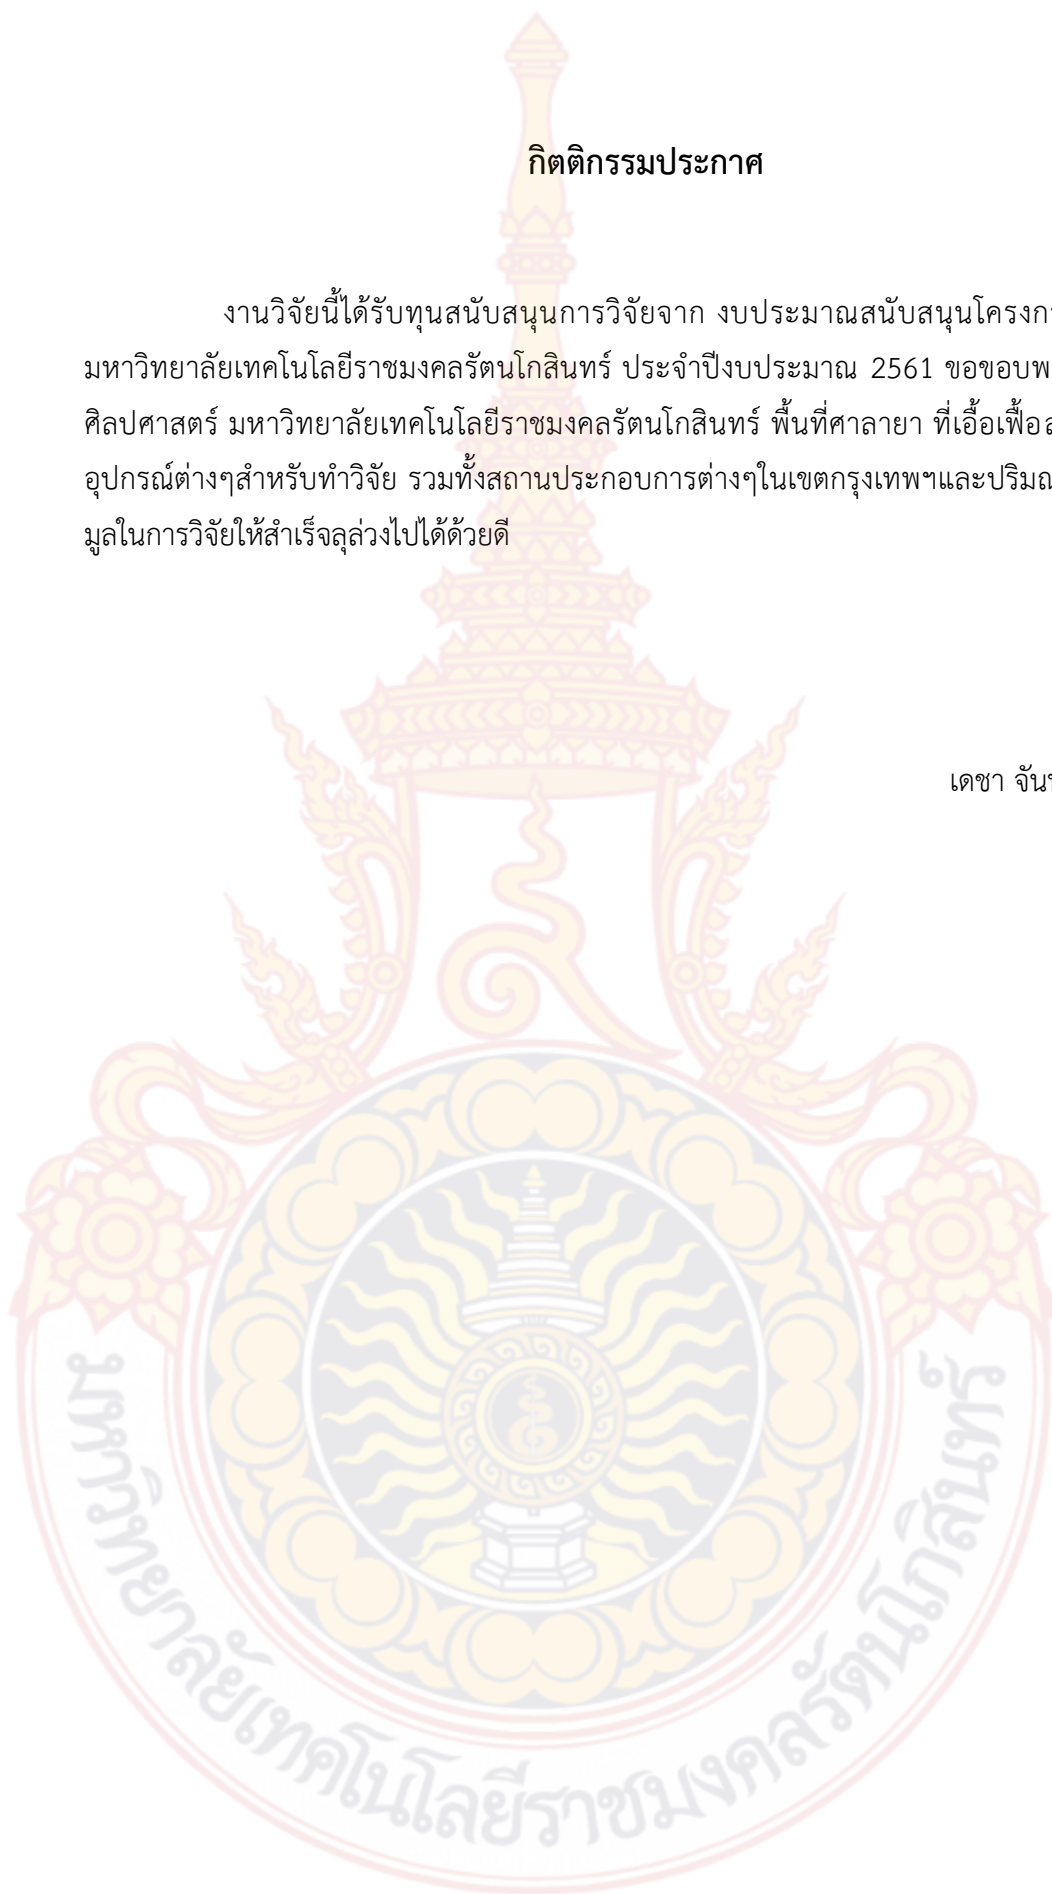 กิตติกรรมประกาศ
งานวิจัยนี้ได้รับทุนสนับสนุนการวิจัยจาก งบประมาณสนับสนุนโครงกา
มหาวิทยาลัยเทคโนโลยีราชมงคลรัตนโกสินทร์ ประจำปีงบประมาณ 2561 ขอขอบพ
ศิลปศาสตร์ มหาวิทยาลัยเทคโนโลยีราชมงคลรัตนโกสินทร์ พื้นที่ศาลายา ที่เอื้อเฟื้อ
อุปกรณ์ต่างๆสำหรับทำวิจัย รวมทั้งสถานประกอบการต่างๆในเขตกรุงเทพฯและปริมณ
มูลในการวิจัยให้สำเร็จลุล่วงไปได้ด้วยดี
เดชา จัน
มหาวิทยาลัยเทคโนโลยีราชมงคลรัตนโกสินทร์